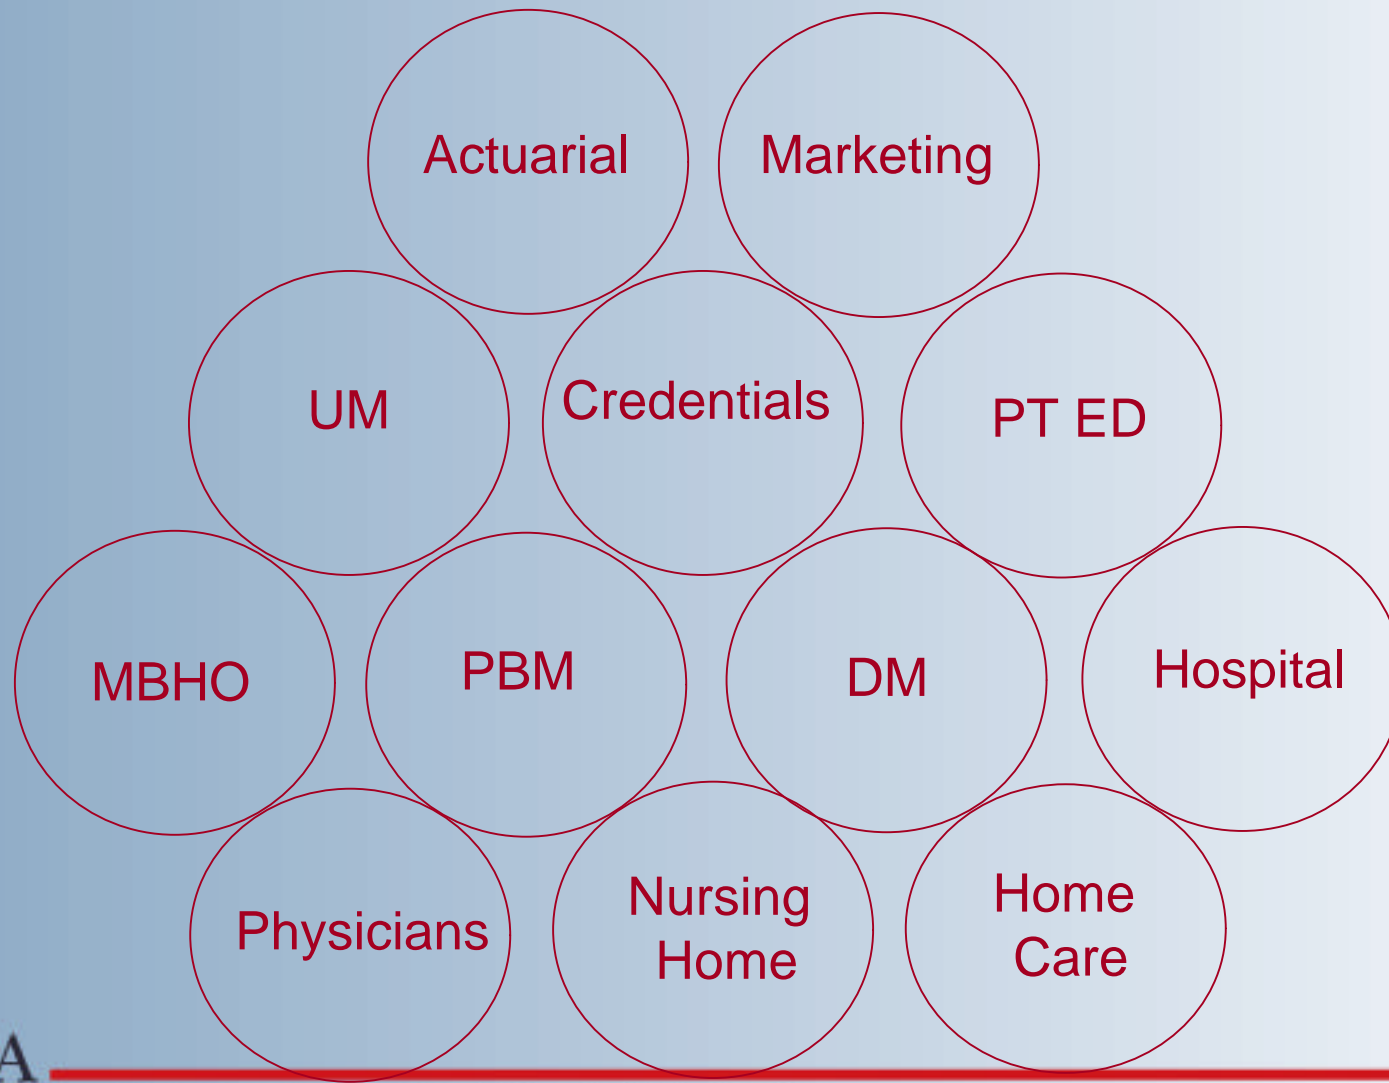 Actuarial
Marketing
UM
Credentials
PT ED
MBHO
PBM
DM
Hospital
Physicians
Nursing
Home
Home
Care
A